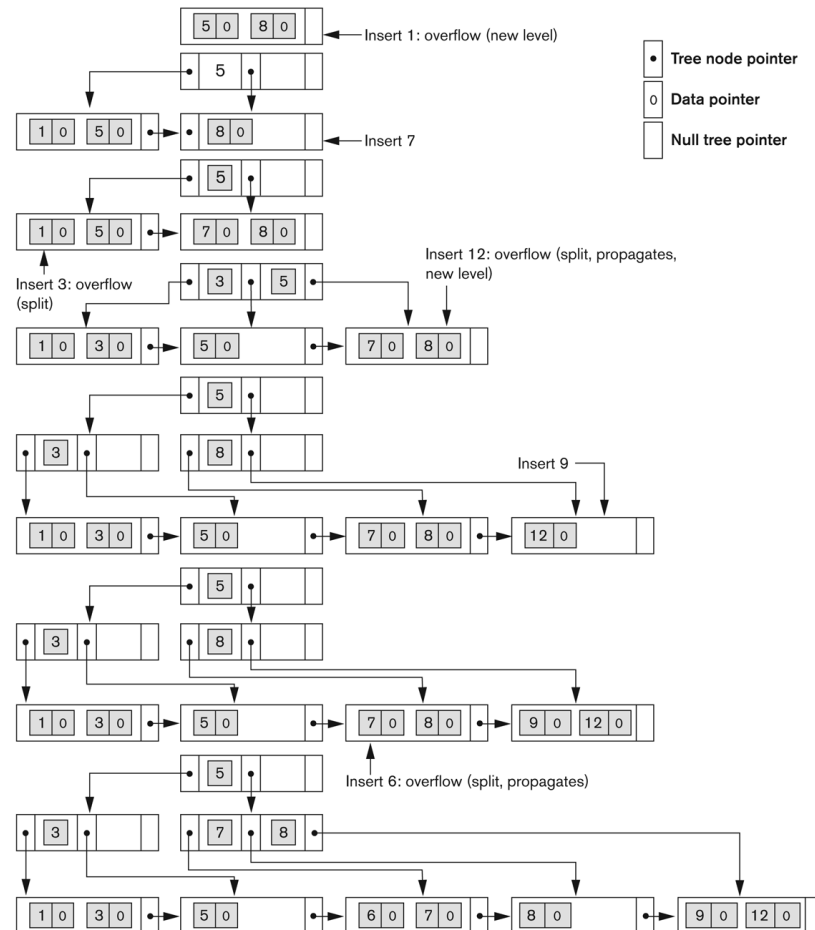 5 0 8 0
Insert 1: overflow (new level)
5
Tree node pointer
0 Data pointer
Null tree pointer
1 0 5 0 8 0
Insert 7
5
1 0 5 0 7 0 8 0
Insert 3: overflow
(split)
Insert 12: overflow (split, propagates,
new level)
3 5
1 0 3 0 5 0 7 0 8 0
5
3 8
Insert 9
1 0 3 0 5 0 7 0 8 0 12 0
5
3 8
1 0 3 0 5 0 7 0 8 0 9 0 12 0
Insert 6: overflow (split, propagates)
5
3 7 8
1 0 3 0 5 0 6 0 7 0 8 0 9 0 12 0